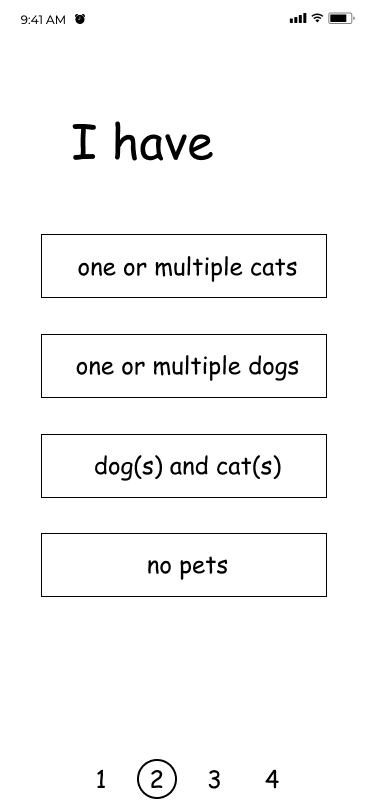 9:41 AM
I have
one or multiple cats
one or multiple dogs
dog(s) and cat(s)
no pets
1 2 3 4